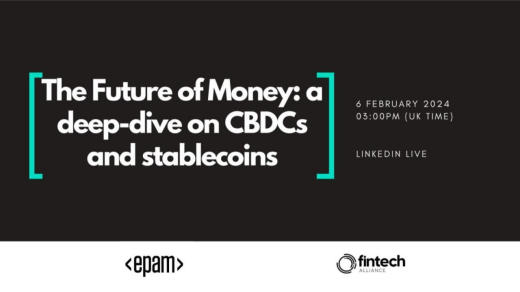 The Future of Money: a
deep-dive on CBDCs
and stablecoins
6 FEBRUARY 2024
03:00PM (UK TIME)
LINKEDIN LIVE
<epam>
fintech
ALLIANCE